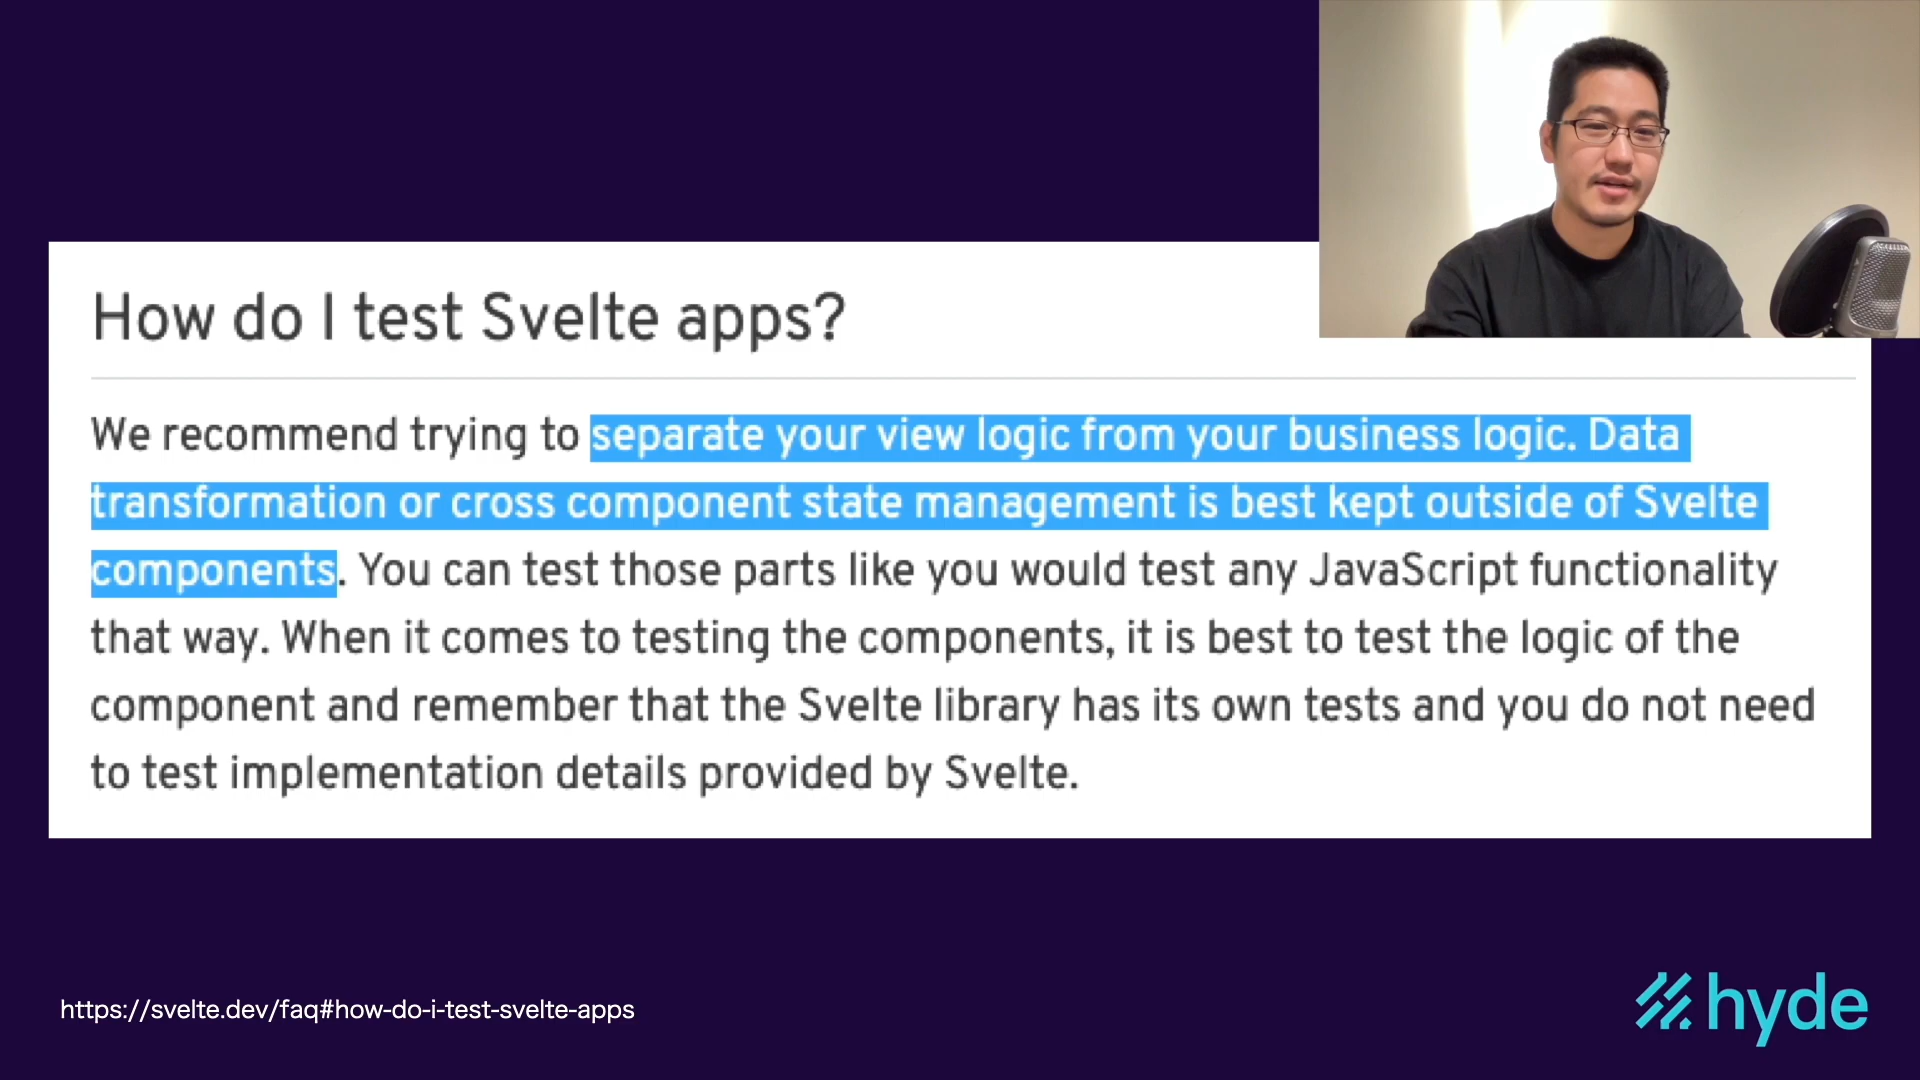 How do I test Svelte apps?
We recommend trying to separate your view logic from your business logic. Data
transformation or cross component state management is best kept outside of Svelte
components. You can test those parts like you would test any JavaScript functionality
that way. When it comes to testing the components, it is best to test the logic of the
component and remember that the Svelte library has its own tests and you do not need
to test implementation details provided by Svelte.
https://svelte.dev/faq#how-do-i-test-svelte-apps
hyde